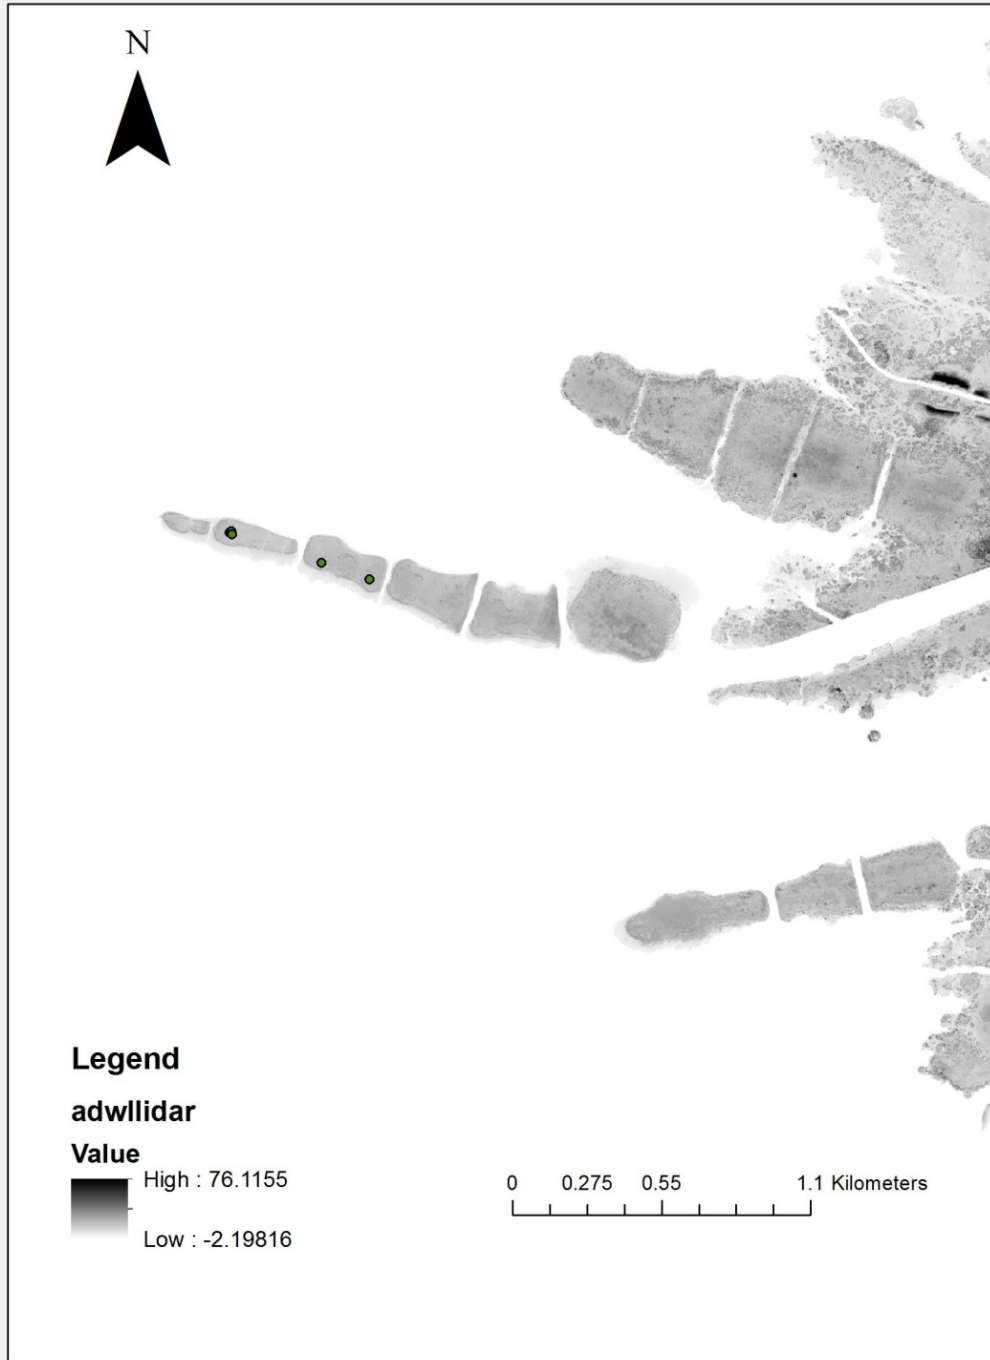 N
Legend
adwllidar
Value
High : 76.1155
Low : -2.19816
0 0.275 0.55 1.1 Kilometers